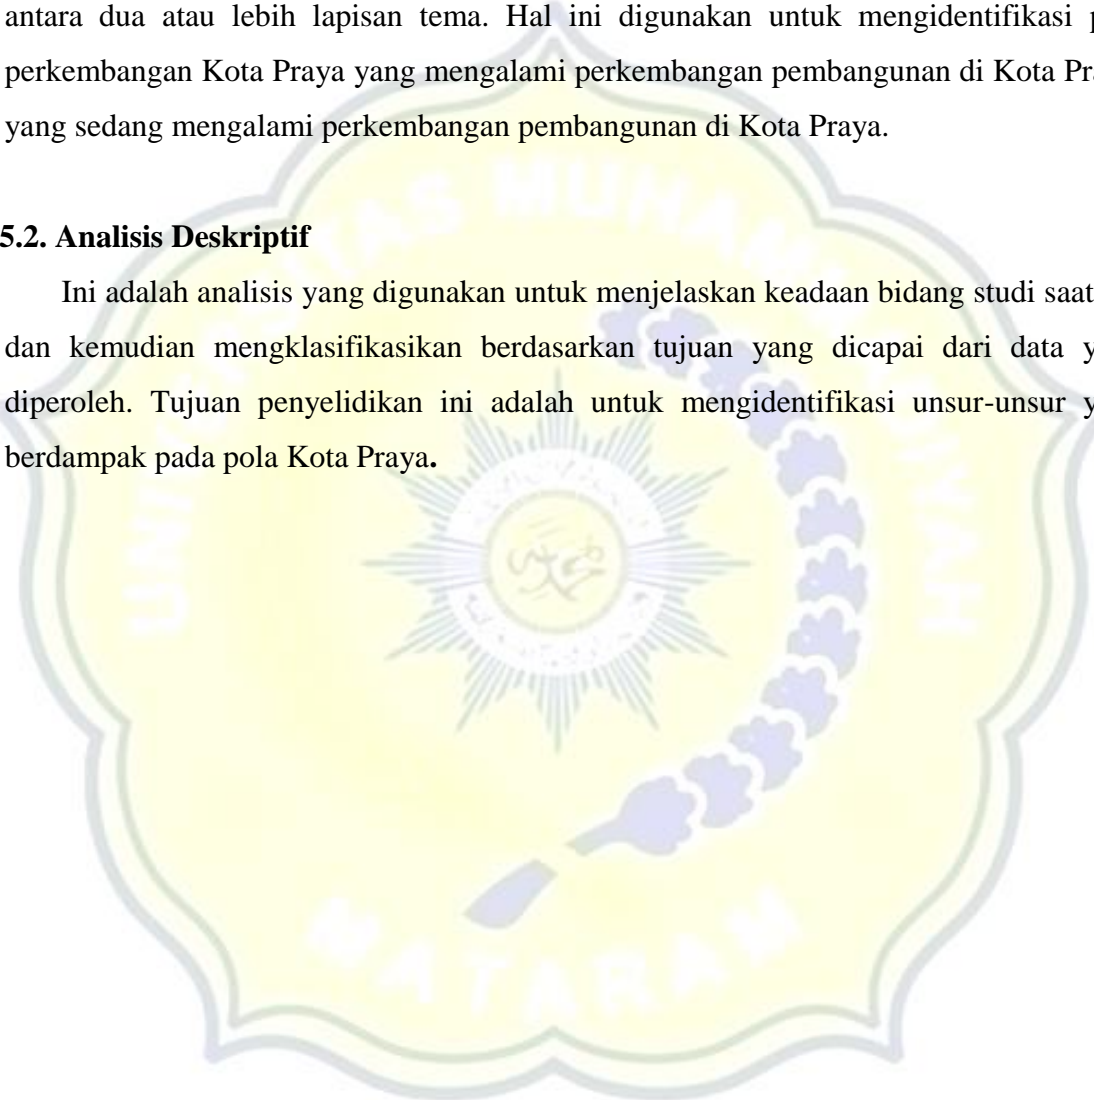 antara dua atau lebih lapisan tema. Hal ini digunakan untuk mengidentifikasi
perkembangan Kota Praya yang mengalami perkembangan pembangunan di Kota
yang sedang mengalami perkembangan pembangunan di Kota Praya.
5.2. Analisis Deskriptif
Ini adalah analisis yang digunakan untuk menjelaskan keadaan bidang studi saat
dan kemudian mengklasifikasikan berdasarkan tujuan yang dicapai dari data
diperoleh. Tujuan penyelidikan ini adalah untuk mengidentifikasi unsur-unsur
berdampak pada pola Kota Praya.
UNIVERSITAS MUHAMMADIYAH
MATARAM